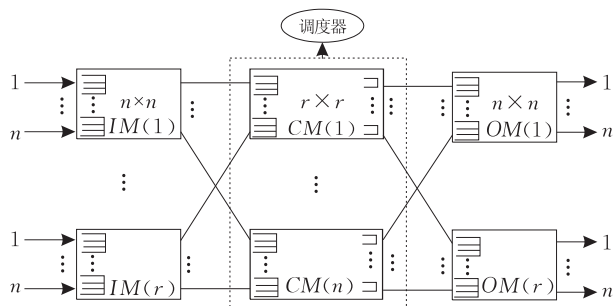 调度器
1
n×n
r×r
n×n
1
n
IM(1)
CM(1)
OM(1)
n
1
1
n
IM(r)
CM(n)
OM(r)
n